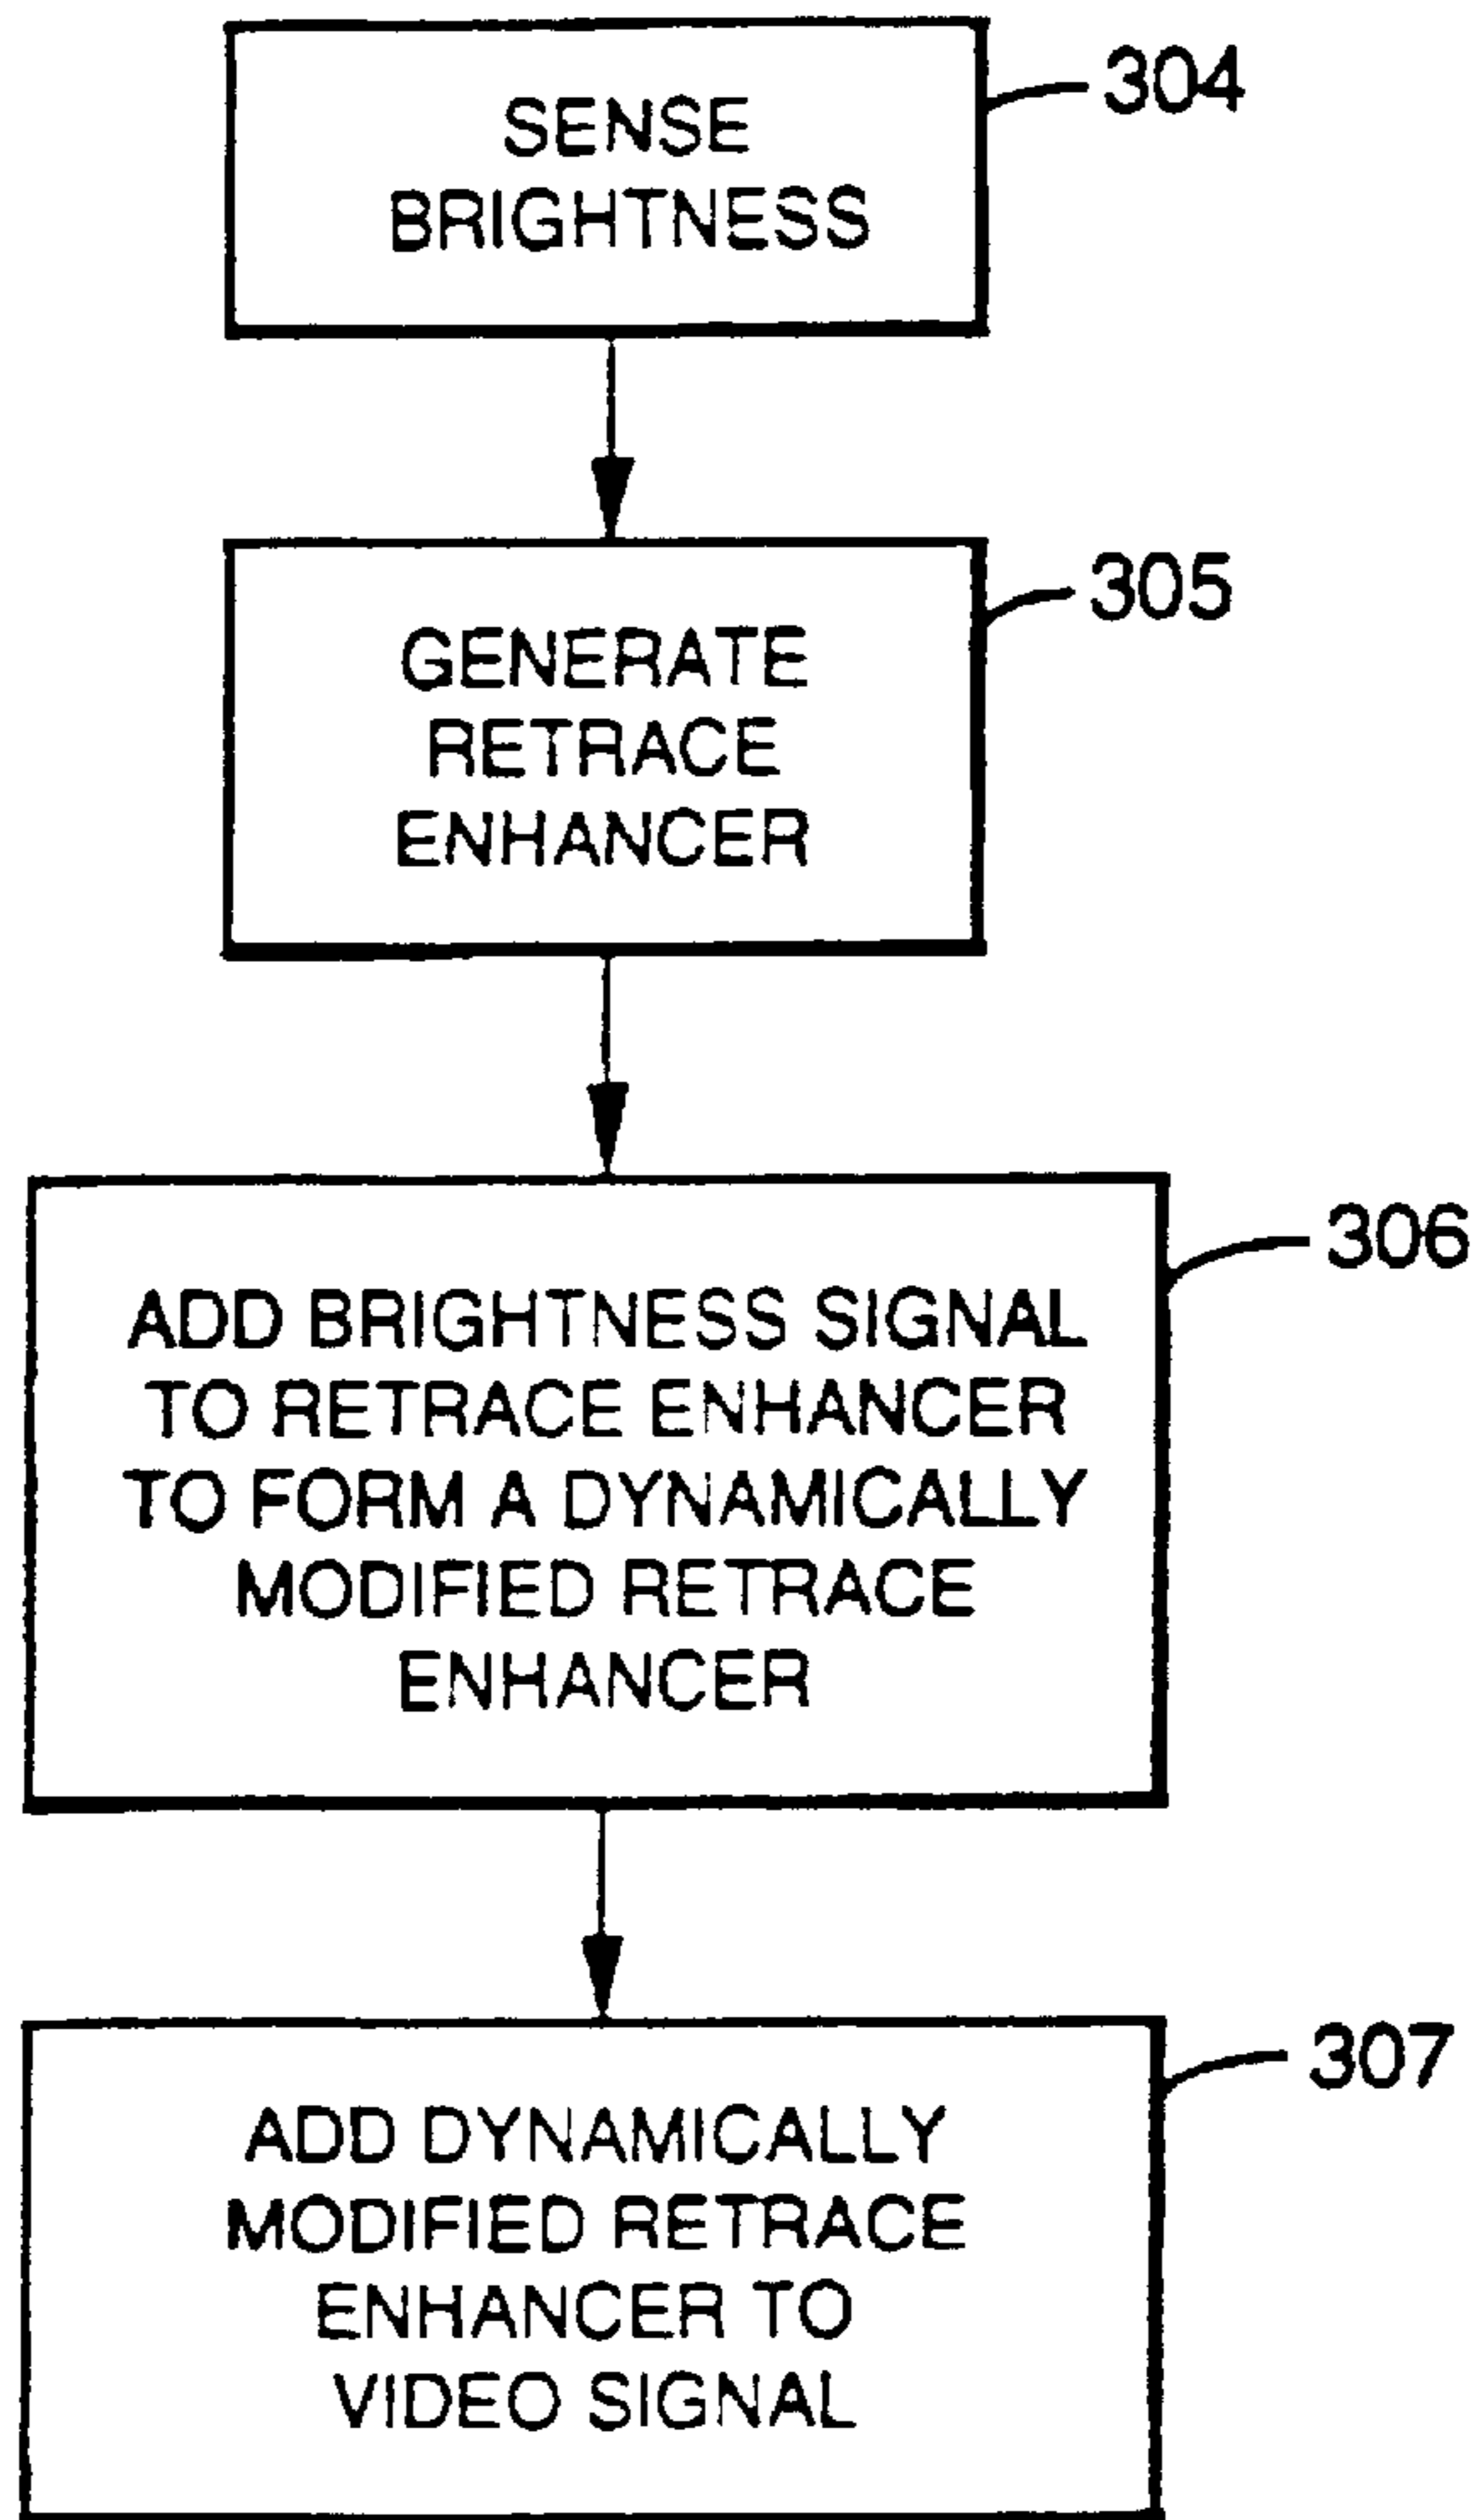 304
SENSE
BRIGHTNESS
305
GENERATE
RETRACE
ENHANCER
306
ADD BRIGHTNESS SIGNAL
TO RETRACE ENHANCER
TO FORM A DYNAMICALLY
MODIFIED RETRACE
ENHANCER
307
ADD DYNAMICALLY
MODIFIED RETRACE
ENHANCER TO
VIDEO SIGNAL